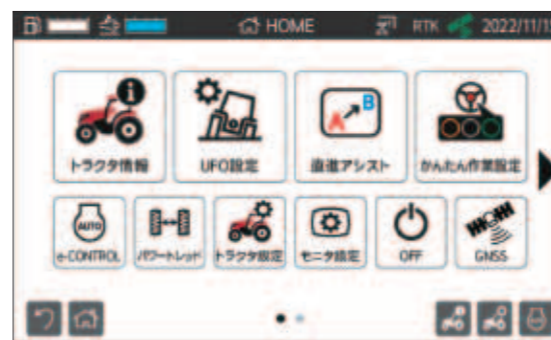 HOME RTK 2022/11/1
トラクタ情報 UFO設定 A B 直進アシスト かんたん作業設定
AUTO
e-CONTROL パワートレッド トラクタ設定 モニタ設定 OFF GNSS